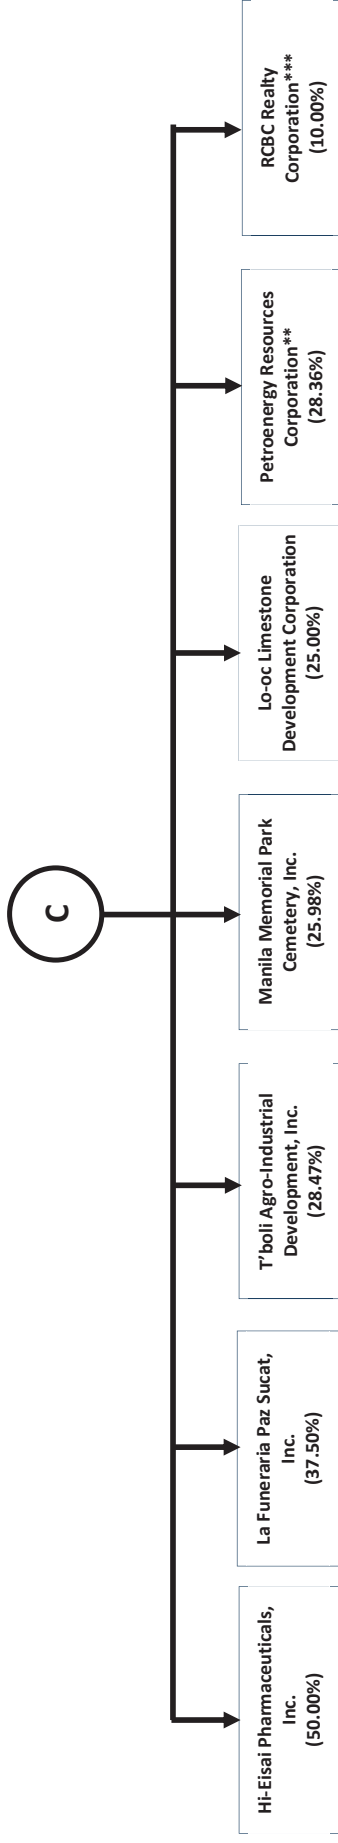 C
Hi-Eisai Pharmaceuticals,
Inc.
(50.00%)
La Funeraria Paz Sucat,
Inc.
(37.50%)
T’boli Agro-Industrial
Development, Inc.
(28.47%)
Manila Memorial Park
Cemetery, Inc.
(25.98%)
Lo-oc Limestone
Development Corporation
(25.00%)
Petroenergy Resources
Corporation**
(28.36%)
RCBC Realty
Corporation***
(10.00%)